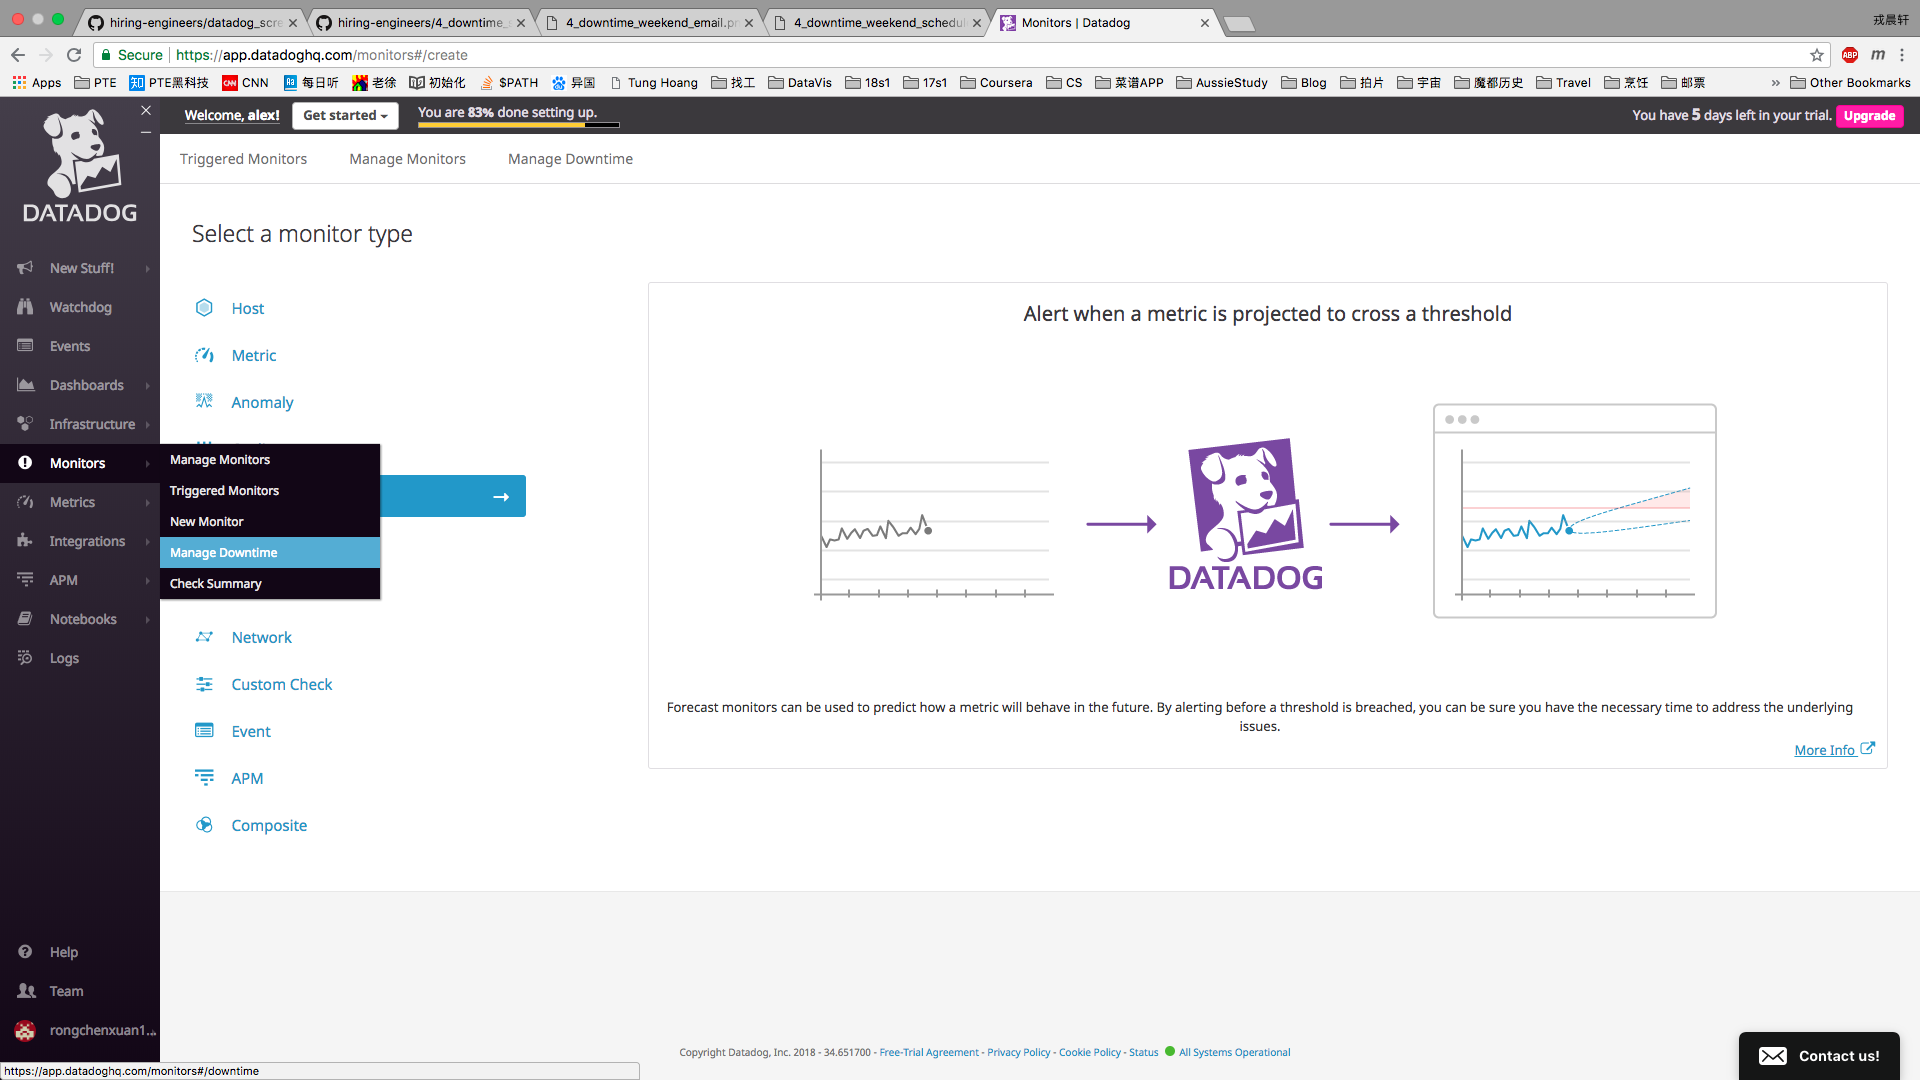 hiring-engineers/datadog_scre
hiring-engineers/4_downtime_
4_downtime_weekend_email.pn
4_downtime_weekend_schedul
Monitors | Datadog
戎晨轩
Secure
https://app.datadoghq.com/monitors#/create
ABP
m
Apps
PTE
知
PTE黑科技
CNN
CNN
每日听
老徐
初始化
$PATH
异国
Tung Hoang
找工
DataVis
18s1
17s1
Coursera
CS
菜谱APP
AussieStudy
Blog
拍片
宇宙
魔都历史
Travel
烹饪
邮票
»
Other Bookmarks
DATADOG
Welcome, alex!
Get started
You are 83% done setting up.
You have 5 days left in your trial.
Upgrade
Triggered Monitors
Manage Monitors
Manage Downtime
Select a monitor type
New Stuff!
Watchdog
Events
Dashboards
Infrastructure
Monitors
Metrics
Integrations
APM
Notebooks
Logs
Help
Team
rongchenxuan1...
Manage Monitors
Triggered Monitors
New Monitor
Manage Downtime
Check Summary
Host
Metric
Anomaly
Network
Custom Check
Event
APM
Composite
Alert when a metric is projected to cross a threshold
DATADOG
Forecast monitors can be used to predict how a metric will behave in the future. By alerting before a threshold is breached, you can be sure you have the necessary time to address the underlying
issues.
More Info
Copyright Datadog, Inc. 2018 - 34.651700 - Free-Trial Agreement - Privacy Policy - Cookie Policy - Status All Systems Operational
Contact us!
https://app.datadoghq.com/monitors#/downtime